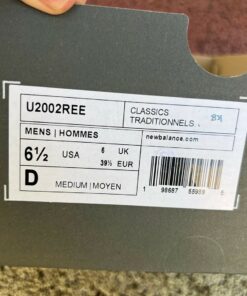 U2002REE
CLASSICS
TRADITIONNELS
MENS | HOMMES
newbalance.com
6½ USA 6 UK
39½ EUR
D MEDIUM | MOYEN